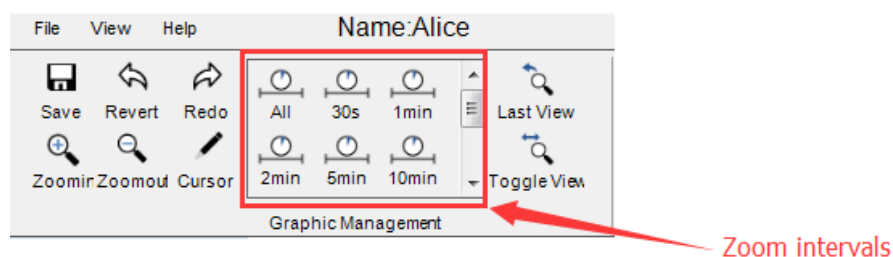 File View Help Name:Alice
Save Revert Redo All 30s 1min Last View
Zoomin Zoomout Cursor 2min 5min 10min Toggle View
Graphic Management
Zoom intervals